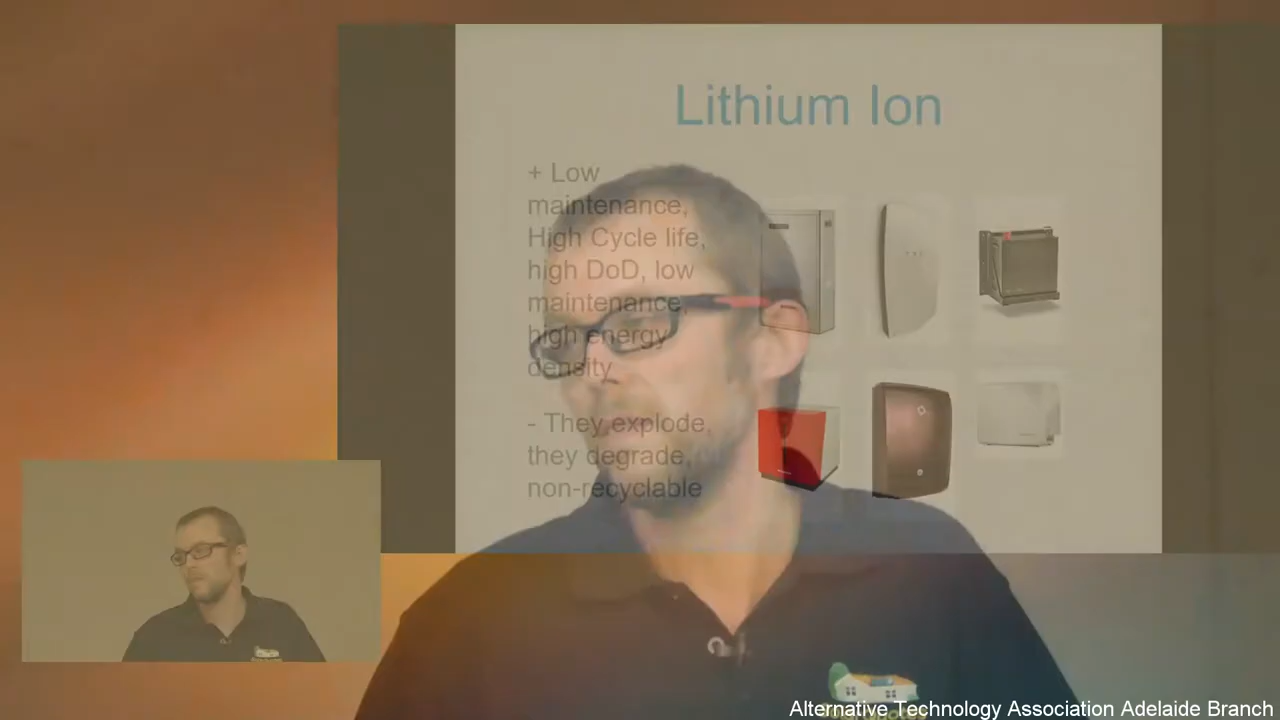 Lithium Ion
+ Low
maintenance,
High Cycle life,
high DoD, low
maintenance
high energy
density
- They explode,
they degrade,
non-recyclable
Alternative Technology Association Adelaide Branch